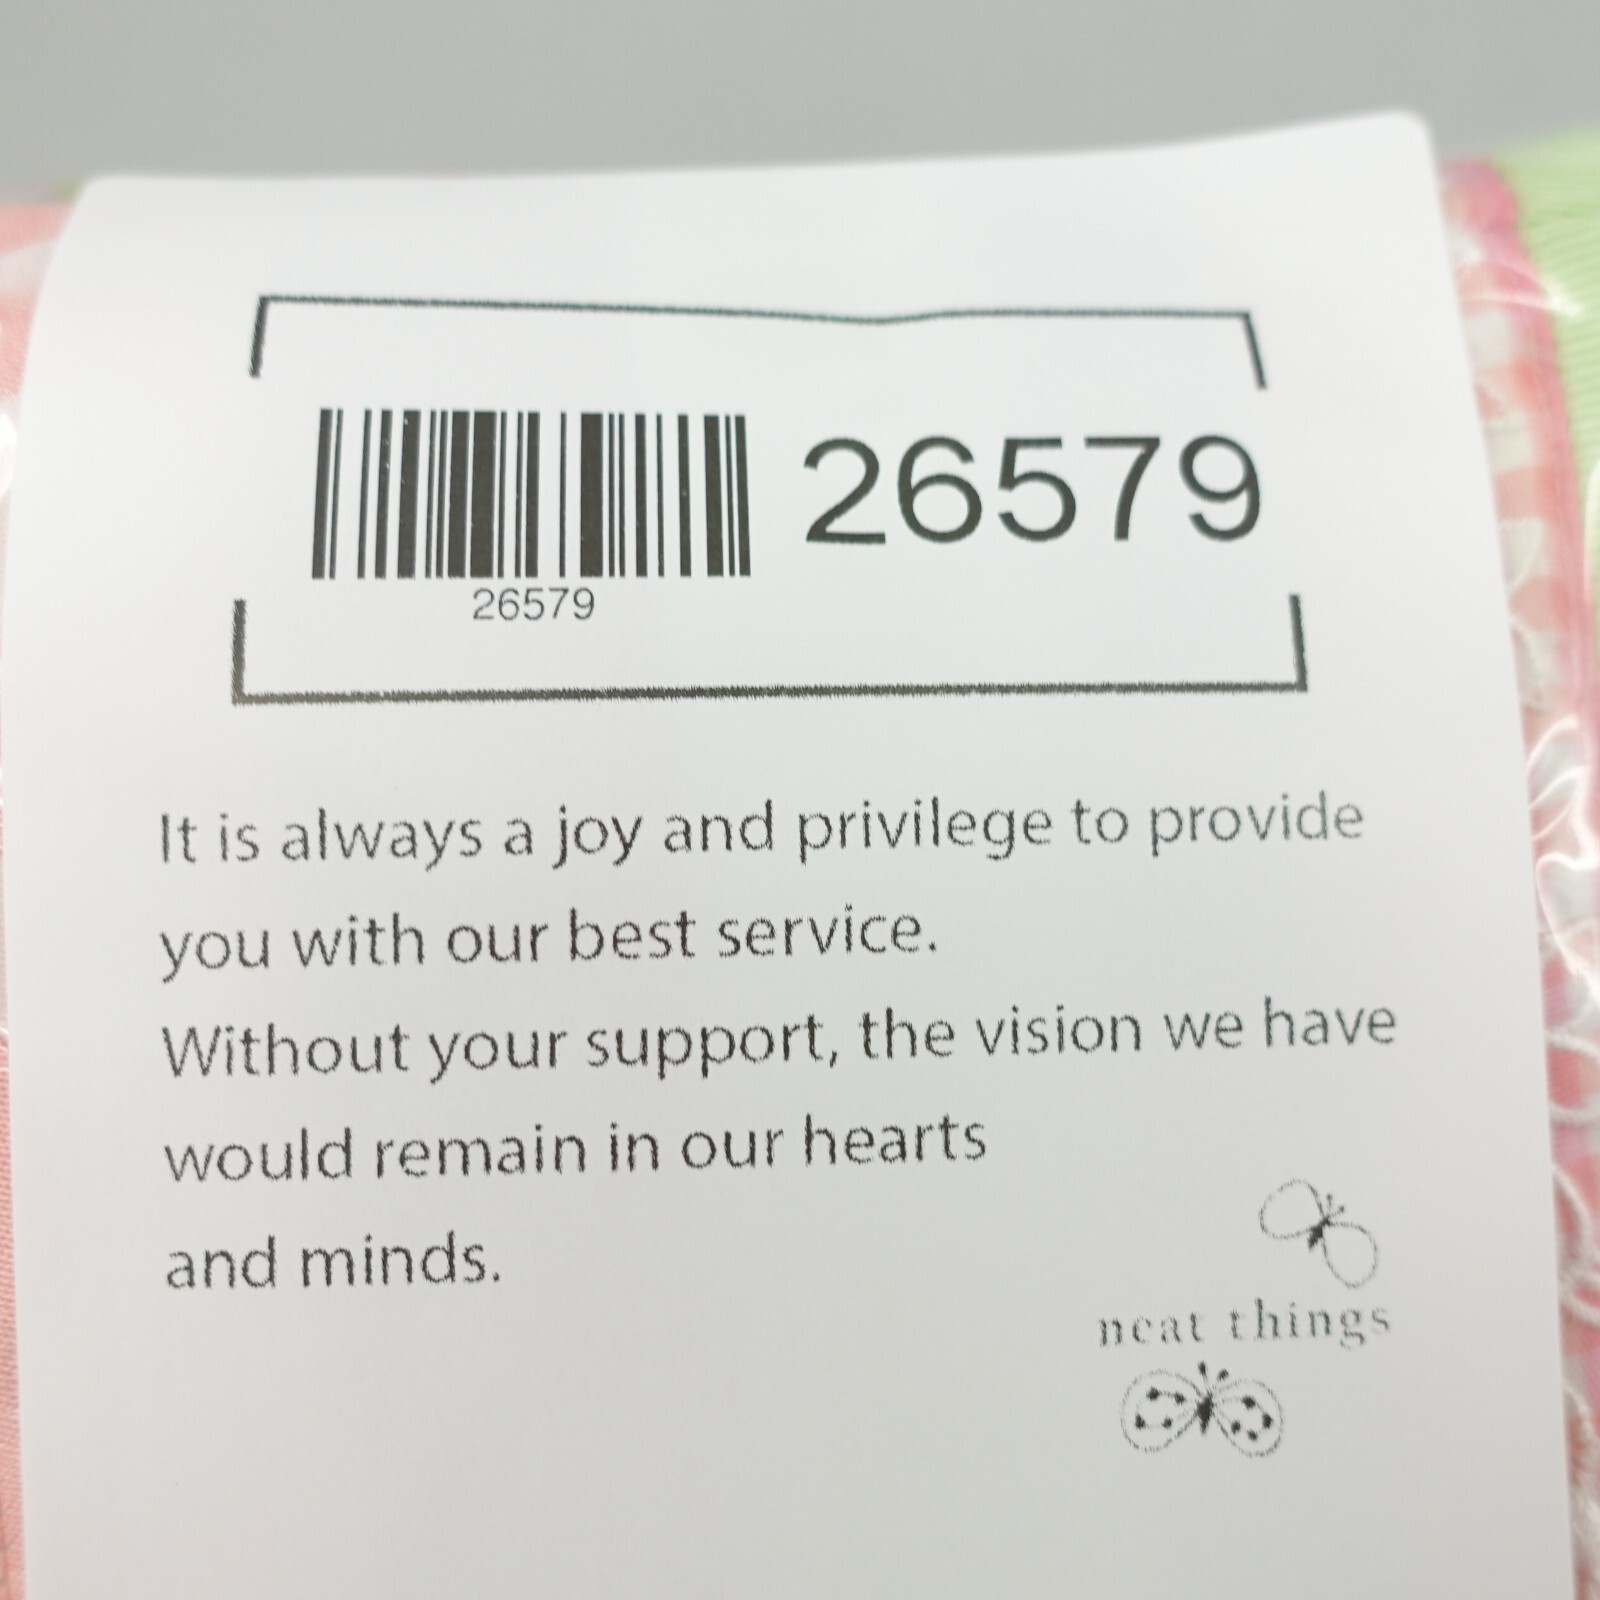 26579
26579
It is always a joy and privilege to provide
you with our best service.
Without your support, the vision we have
would remain in our hearts
and minds.
neat things